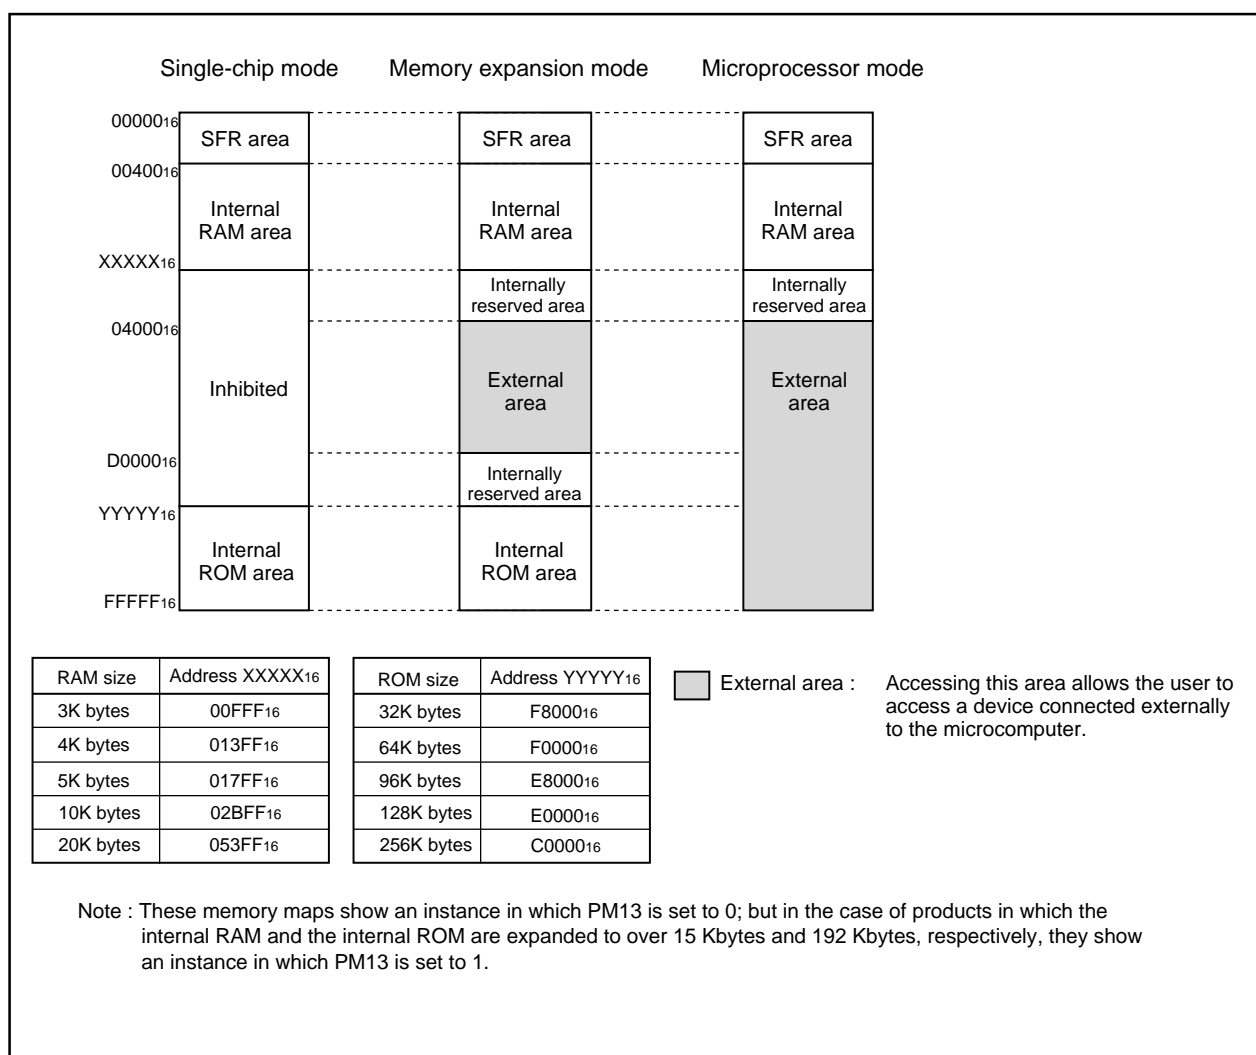 Single-chip mode Memory expansion mode Microprocessor mode
0000016
SFR area SFR area SFR area
0040016
Internal Internal Internal
RAM area RAM area RAM area
XXXXX16
Internally Internally
reserved area reserved area
0400016
Inhibited
External External
area area
D000016
Internally
reserved area
YYYYY16
Internal Internal
ROM area ROM area
FFFFF16
RAM size Address XXXXX16
3K bytes 00FFF16
4K bytes 013FF16
5K bytes 017FF16
10K bytes 02BFF16
20K bytes 053FF16
ROM size Address YYYYY16
32K bytes F800016
64K bytes F000016
96K bytes E800016
128K bytes E000016
256K bytes C000016
External area : Accessing this area allows the user to
access a device connected externally
to the microcomputer.
Note : These memory maps show an instance in which PM13 is set to 0; but in the case of products in which the
internal RAM and the internal ROM are expanded to over 15 Kbytes and 192 Kbytes, respectively, they show
an instance in which PM13 is set to 1.